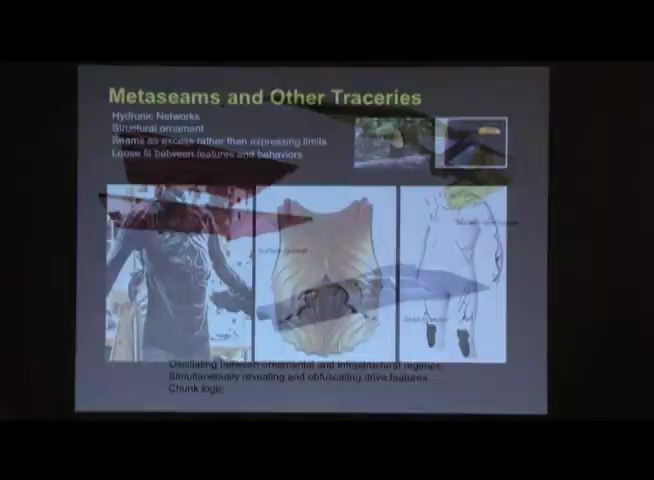 Metaseams and Other Traceries
Hydronic Networks
Structural ornament
Seams as excess rather than expressing limits
Loose fit between features and behaviors
Oscillating between ornamental and infrastructural regimes
Simultaneously revealing and obfuscating drive features
Chunk logic